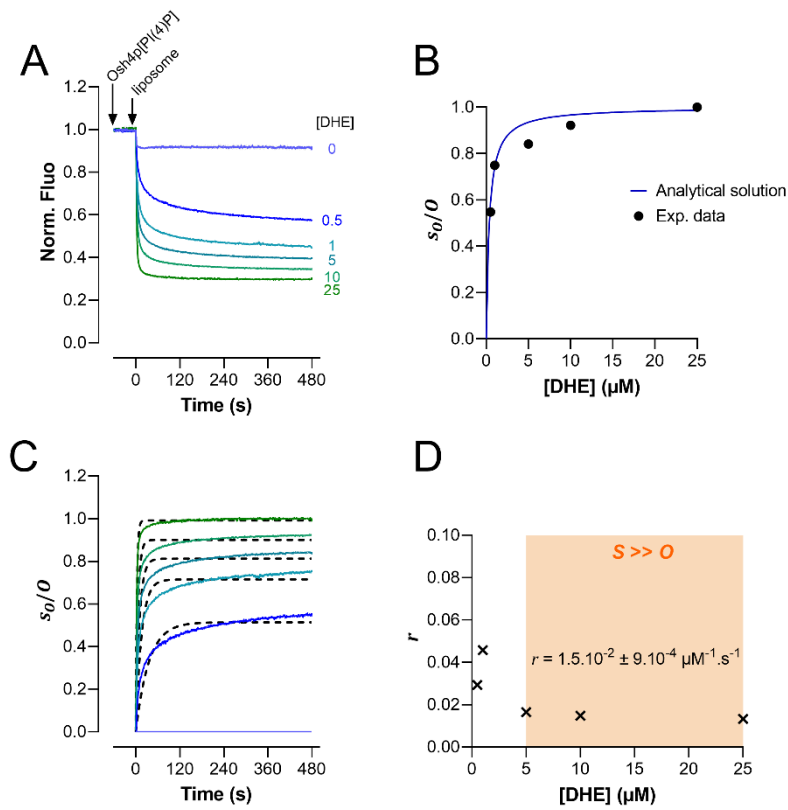 A
Osh4p[PI(4)P]
liposome
1.2
1.0
0.8
0.6
0.4
0.2
0.0
Norm. Fluo
[DHE]
0
0.5
1
5
10
25
0 120 240 360 480
Time (s)
B
1.0
0.8
0.6
0.4
0.2
0.0
s_O/O
Analytical solution
Exp. data
0 5 10 15 20 25
[DHE] (µM)
C
1.2
1.0
0.8
0.6
0.4
0.2
0.0
s_O/O
0 120 240 360 480
Time (s)
D
0.10
0.08
0.06
0.04
0.02
0.00
r
S >> O
r = 1.5.10⁻² ± 9.10⁻⁴ µM⁻¹.s⁻¹
0 5 10 15 20 25
[DHE] (µM)